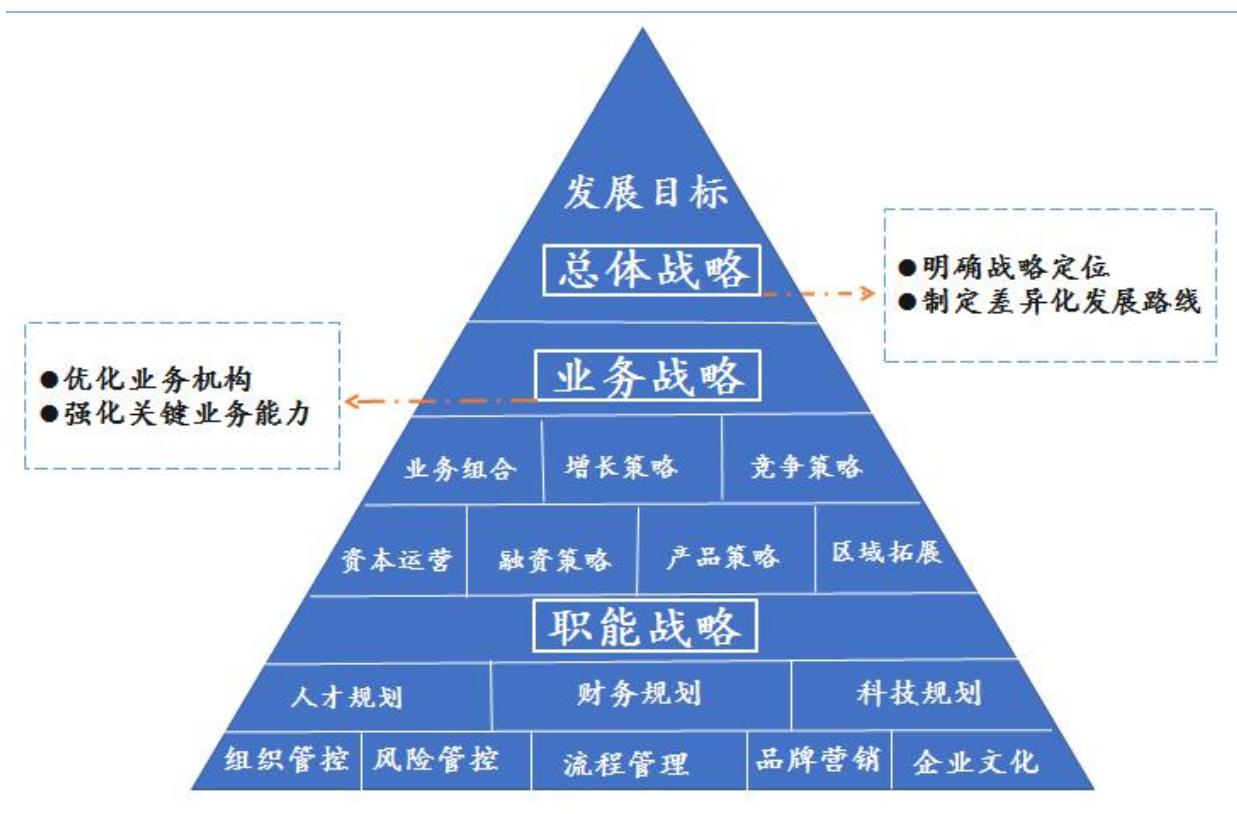 发展目标
总体战略
●明确战略定位
●制定差异化发展路线
业务战略
●优化业务机构
●强化关键业务能力
业务组合 增长策略 竞争策略
资本运营 融资策略 产品策略 区域拓展
职能战略
人才规划 财务规划 科技规划
组织管控 风险管控 流程管理 品牌营销 企业文化